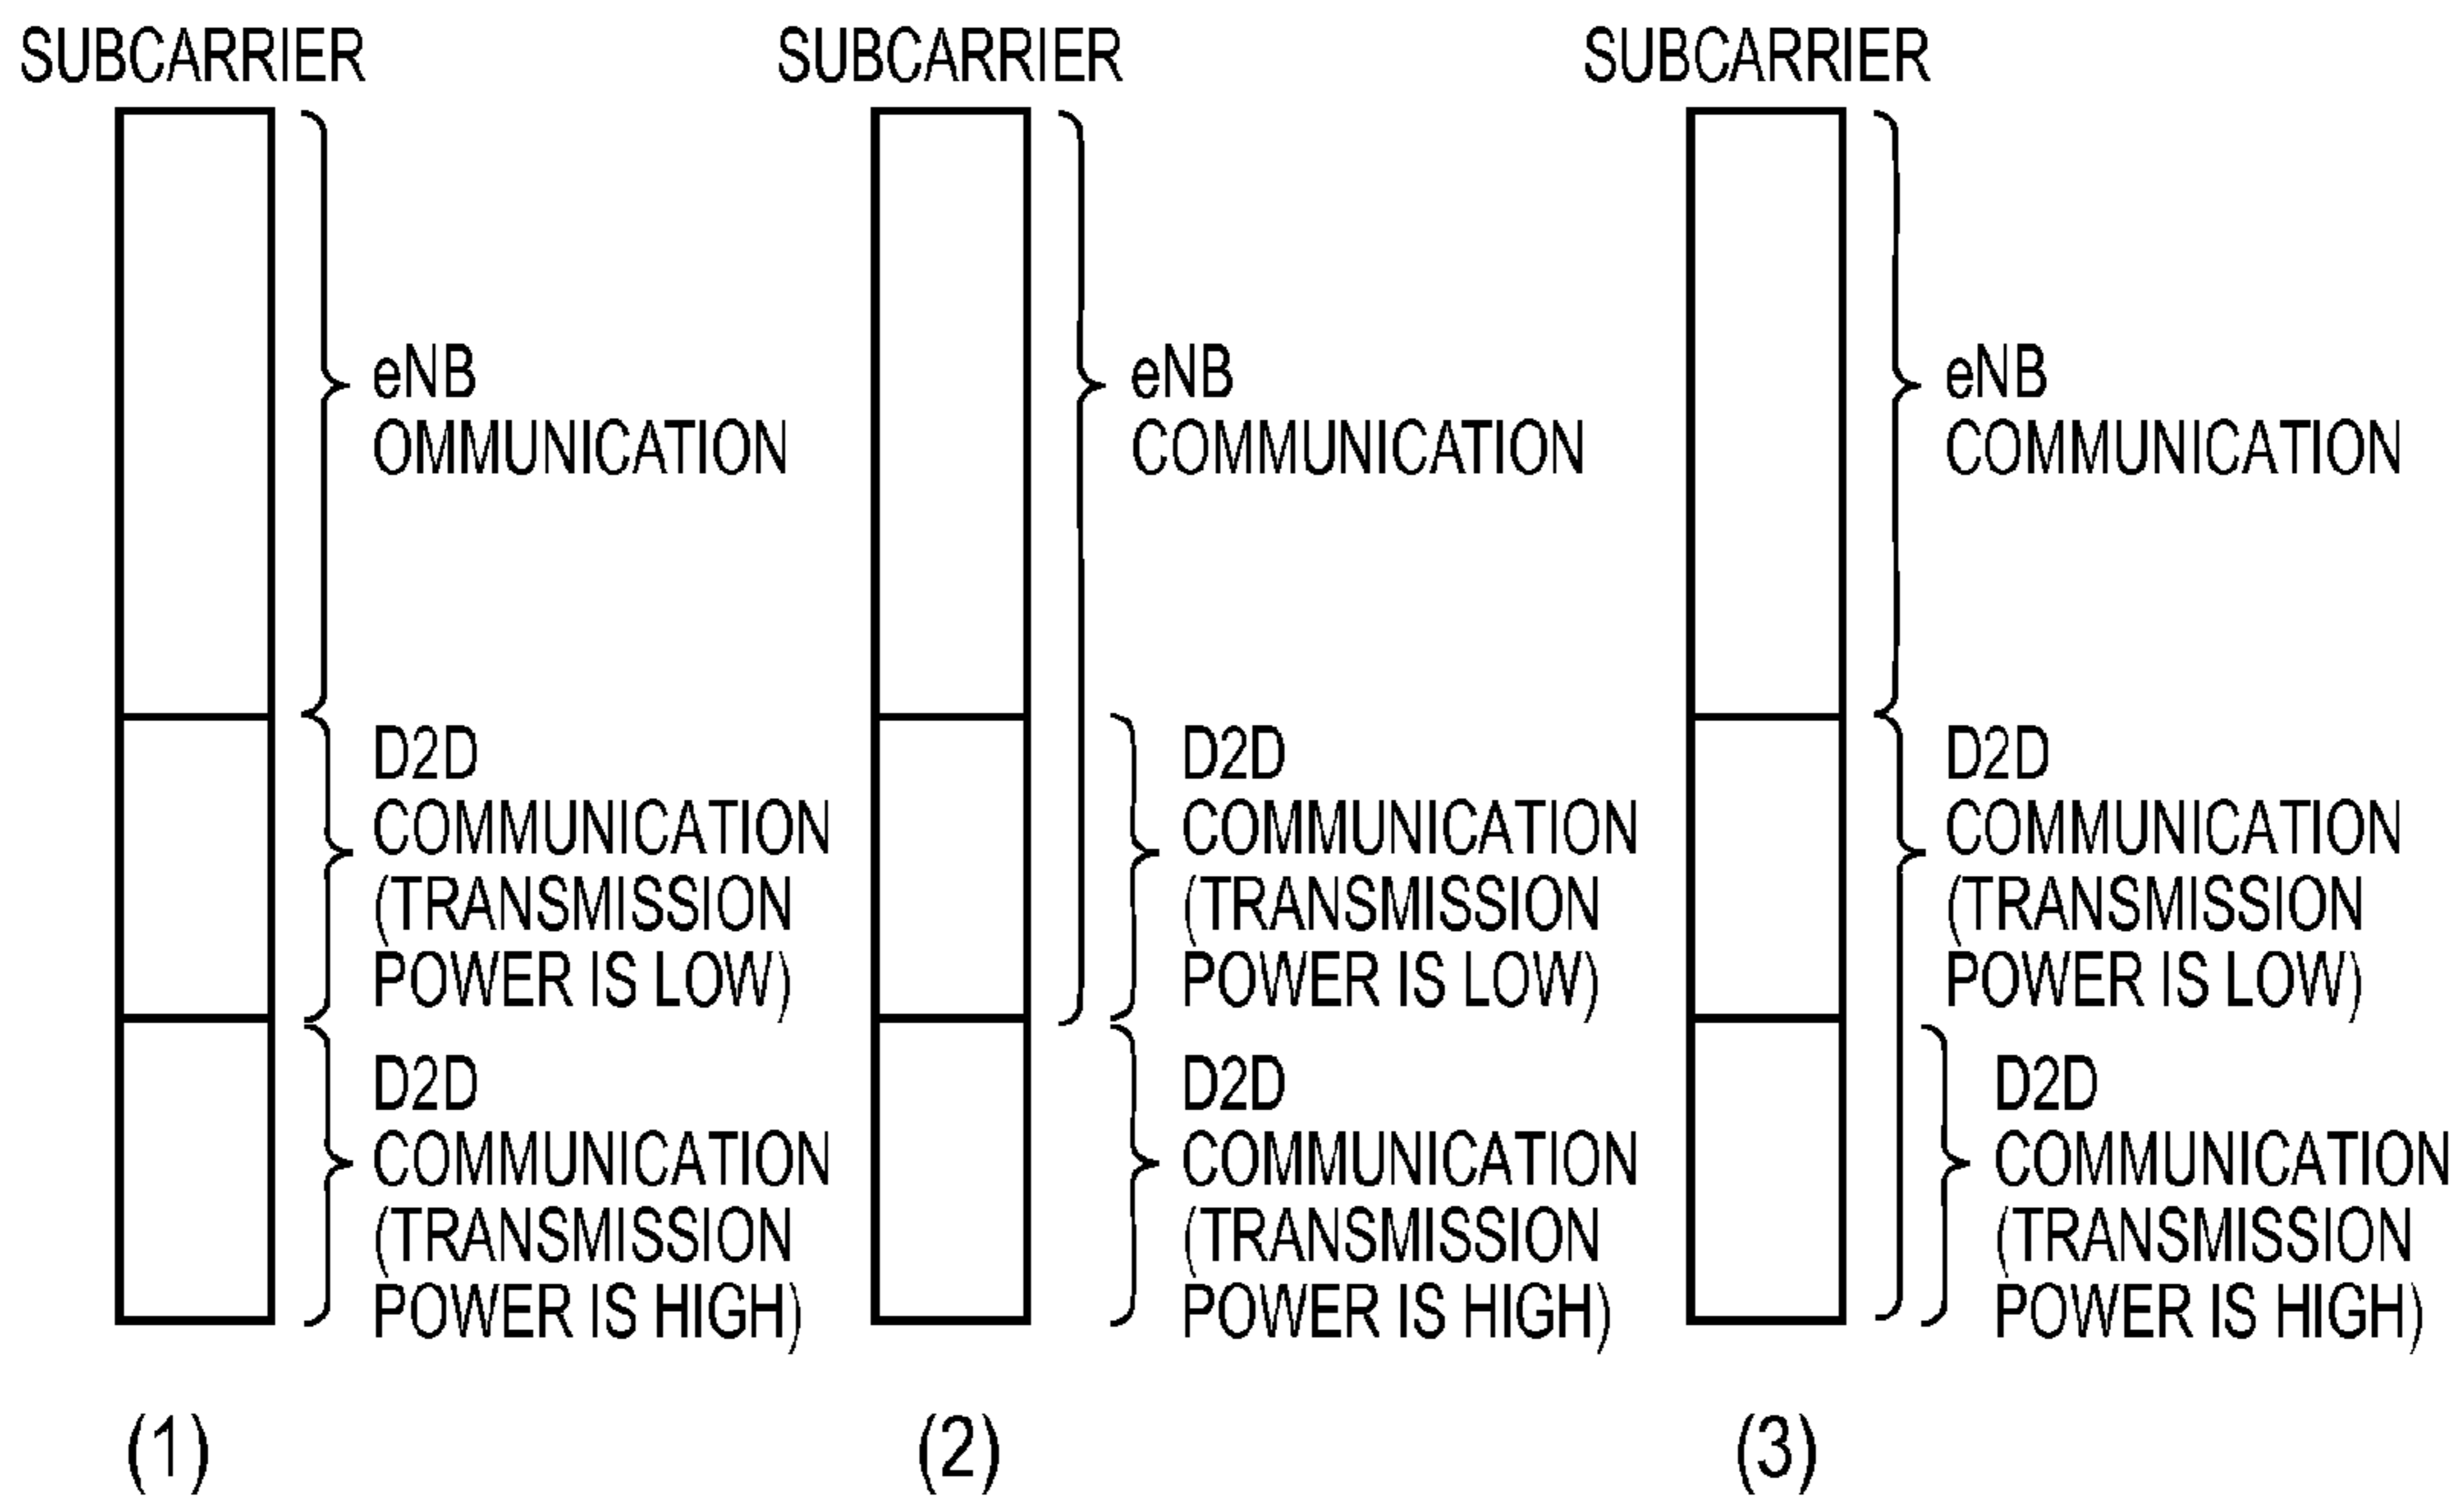 SUBCARRIER
eNB
OMMUNICATION
D2D
COMMUNICATION
(TRANSMISSION
POWER IS LOW)
D2D
COMMUNICATION
(TRANSMISSION
POWER IS HIGH)
(1)
SUBCARRIER
eNB
COMMUNICATION
D2D
COMMUNICATION
(TRANSMISSION
POWER IS LOW)
D2D
COMMUNICATION
(TRANSMISSION
POWER IS HIGH)
(2)
SUBCARRIER
eNB
COMMUNICATION
D2D
COMMUNICATION
(TRANSMISSION
POWER IS LOW)
D2D
COMMUNICATION
(TRANSMISSION
POWER IS HIGH)
(3)